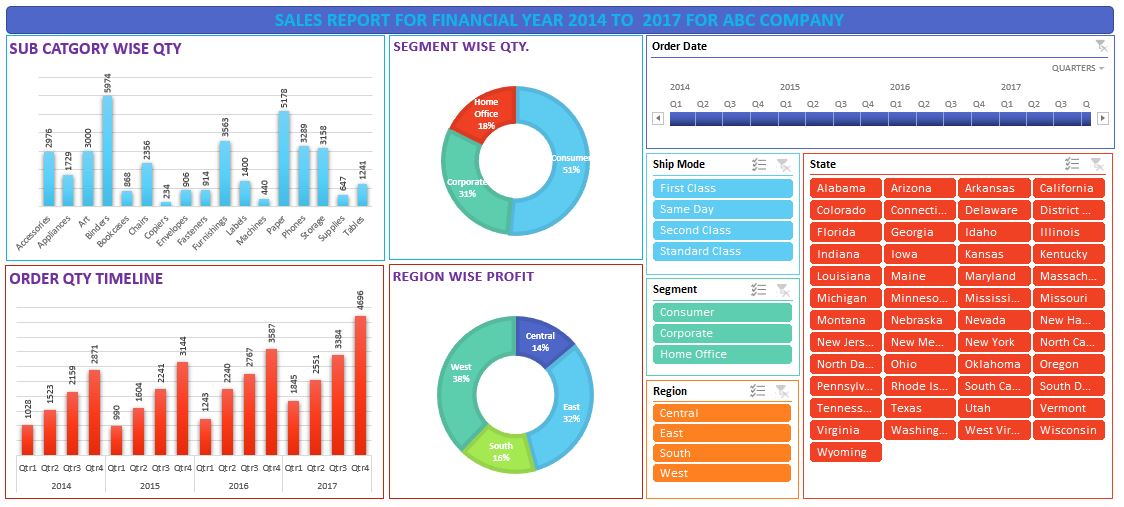 SALES REPORT FOR FINANCIAL YEAR 2014 TO 2017 FOR ABC COMPANY
SUB CATGORY WISE QTY
2976
1729
3000
5974
868
2356
234
906
914
3563
1400
440
5178
3289
3158
647
1241
Accessories
Appliances
Art
Binders
Bookcases
Chairs
Copiers
Envelopes
Fasteners
Furnishings
Labels
Machines
Paper
Phones
Storage
Supplies
Tables
SEGMENT WISE QTY.
Home
Office
18%
Consumer
51%
Corporate
31%
Order Date
QUARTERS
2014 2015 2016 2017
Q1 Q2 Q3 Q4 Q1 Q2 Q3 Q4 Q1 Q2 Q3 Q4 Q1 Q2 Q3 Q
Ship Mode
First Class
Same Day
Second Class
Standard Class
Segment
Consumer
Corporate
Home Office
Region
Central
East
South
West
State
Alabama Arizona Arkansas California
Colorado Connecti... Delaware District ...
Florida Georgia Idaho Illinois
Indiana Iowa Kansas Kentucky
Louisiana Maine Maryland Massach...
Michigan Minneso... Mississi... Missouri
Montana Nebraska Nevada New Ha...
New Jers... New Me... New York North Ca...
North Da... Ohio Oklahoma Oregon
Pennsylv... Rhode Is... South Ca... South D...
Tenness... Texas Utah Vermont
Virginia Washing... West Vir... Wisconsin
Wyoming
ORDER QTY TIMELINE
1028
1523
2159
2871
990
1604
2241
3144
1243
2240
2767
3587
1845
2551
3384
4696
Qtr1 Qtr2 Qtr3 Qtr4 Qtr1 Qtr2 Qtr3 Qtr4 Qtr1 Qtr2 Qtr3 Qtr4 Qtr1 Qtr2 Qtr3 Qtr4
2014 2015 2016 2017
REGION WISE PROFIT
Central
14%
West
38%
East
32%
South
16%